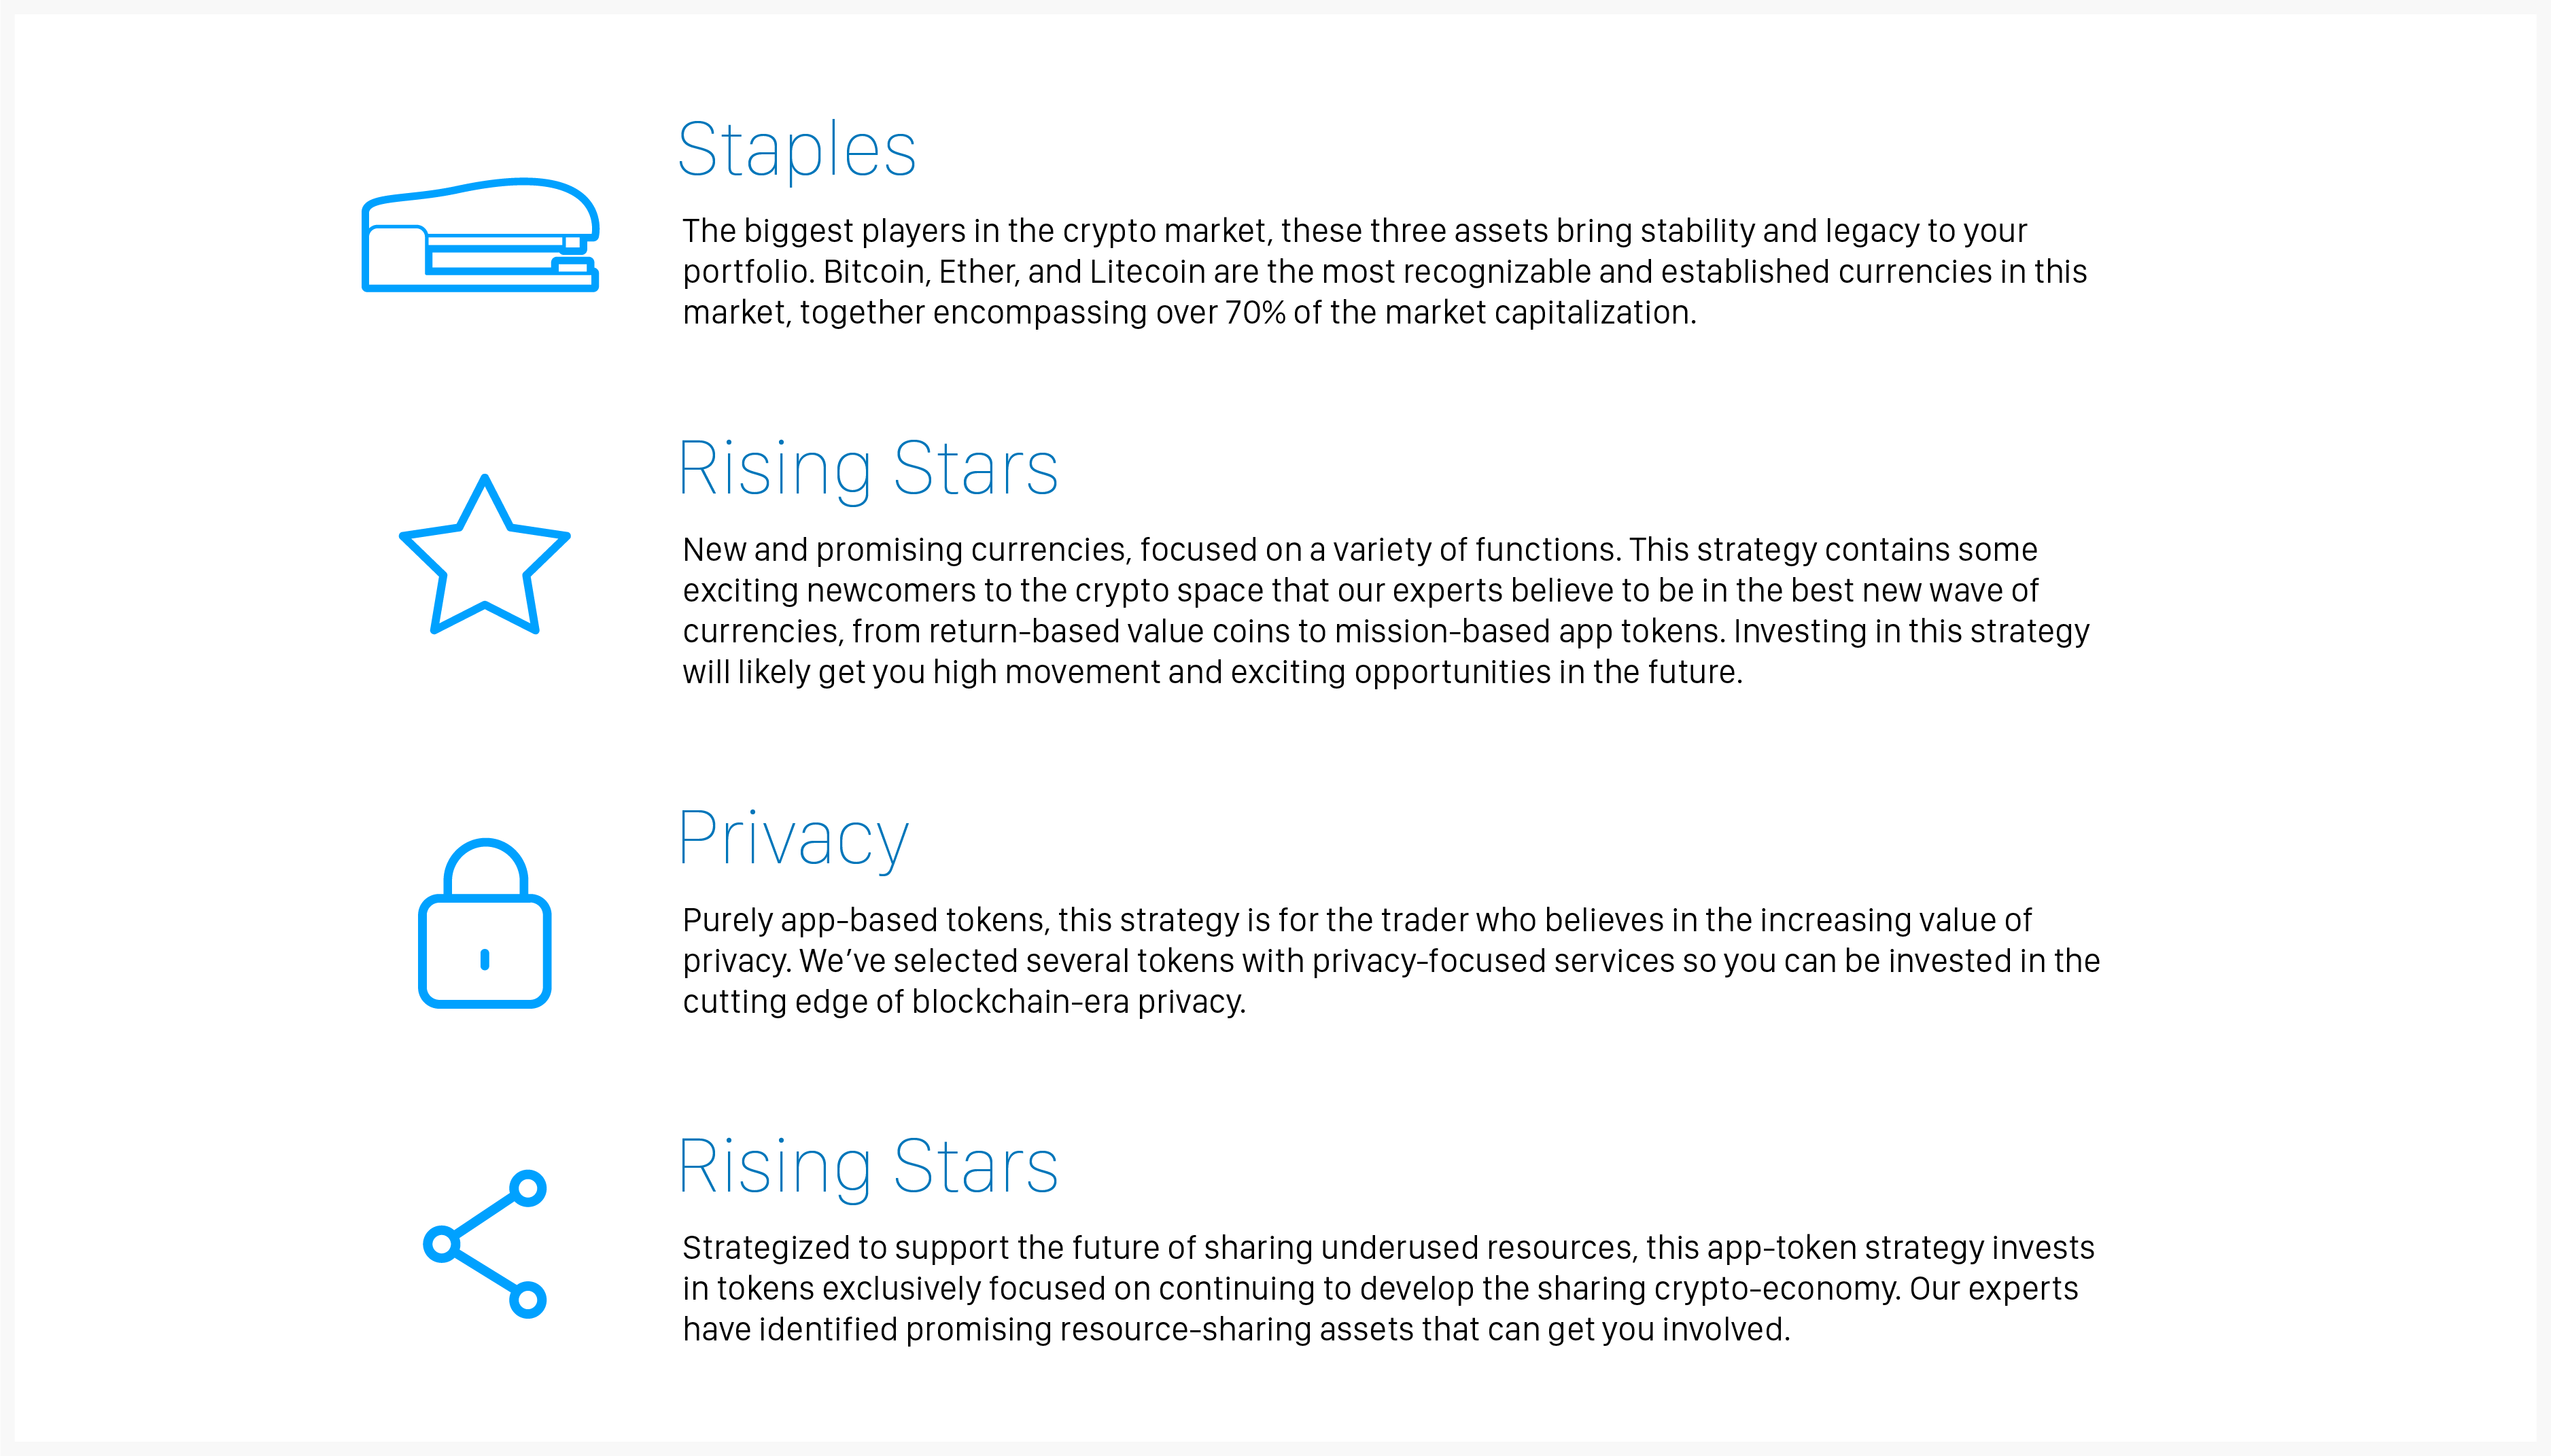 Staples
The biggest players in the crypto market, these three assets bring stability and legacy to your
portfolio. Bitcoin, Ether, and Litecoin are the most recognizable and established currencies in this
market, together encompassing over 70% of the market capitalization.
Rising Stars
New and promising currencies, focused on a variety of functions. This strategy contains some
exciting newcomers to the crypto space that our experts believe to be in the best new wave of
currencies, from return-based value coins to mission-based app tokens. Investing in this strategy
will likely get you high movement and exciting opportunities in the future.
Privacy
Purely app-based tokens, this strategy is for the trader who believes in the increasing value of
privacy. We’ve selected several tokens with privacy-focused services so you can be invested in the
cutting edge of blockchain-era privacy.
Rising Stars
Strategized to support the future of sharing underused resources, this app-token strategy invests
in tokens exclusively focused on continuing to develop the sharing crypto-economy. Our experts
have identified promising resource-sharing assets that can get you involved.